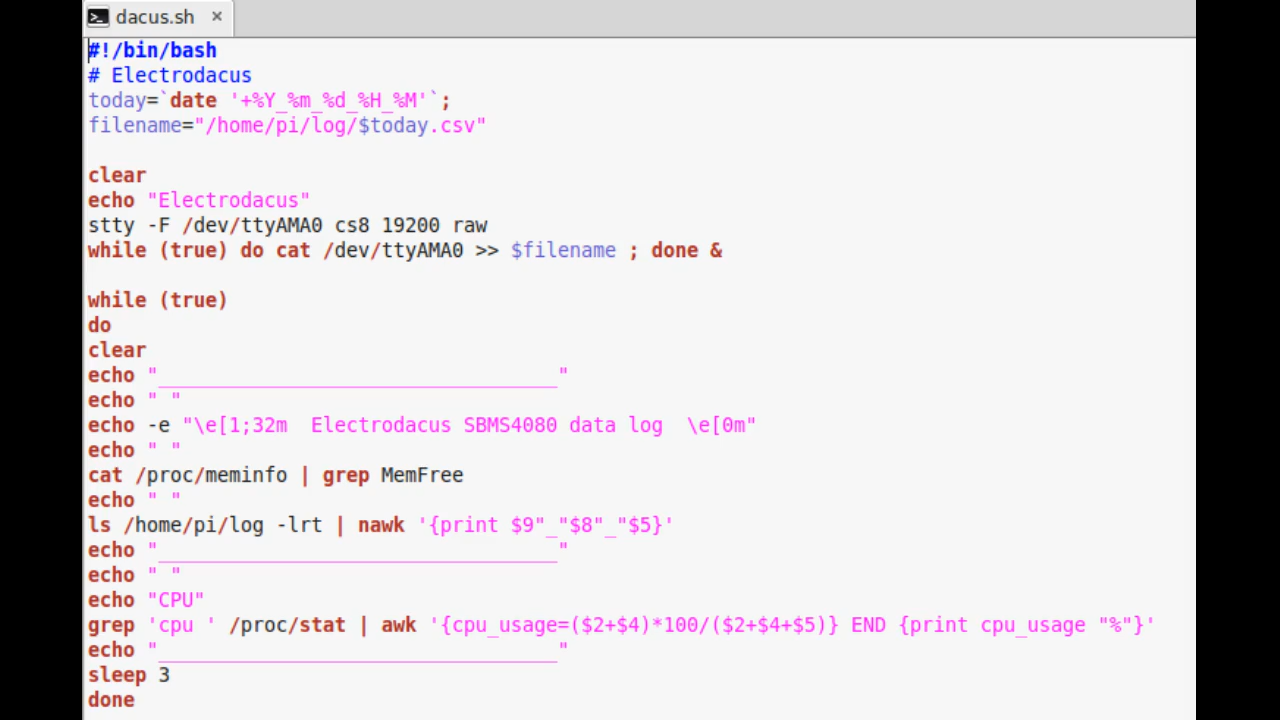 dacus.sh ×
#!/bin/bash
# Electrodacus
today=`date '+%Y_%m_%d_%H_%M'`;
filename="/home/pi/log/$today.csv"

clear
echo "Electrodacus"
stty -F /dev/ttyAMA0 cs8 19200 raw
while (true) do cat /dev/ttyAMA0 >> $filename ; done &

while (true)
do
clear
echo "__________________________________"
echo " "
echo -e "\e[1;32m  Electrodacus SBMS4080 data log  \e[0m"
echo " "
cat /proc/meminfo | grep MemFree
echo " "
ls /home/pi/log -lrt | nawk '{print $9"_"$8"_"$5}'
echo "__________________________________"
echo " "
echo "CPU"
grep 'cpu ' /proc/stat | awk '{cpu_usage=($2+$4)*100/($2+$4+$5)} END {print cpu_usage "%"}'
echo "__________________________________"
sleep 3
done